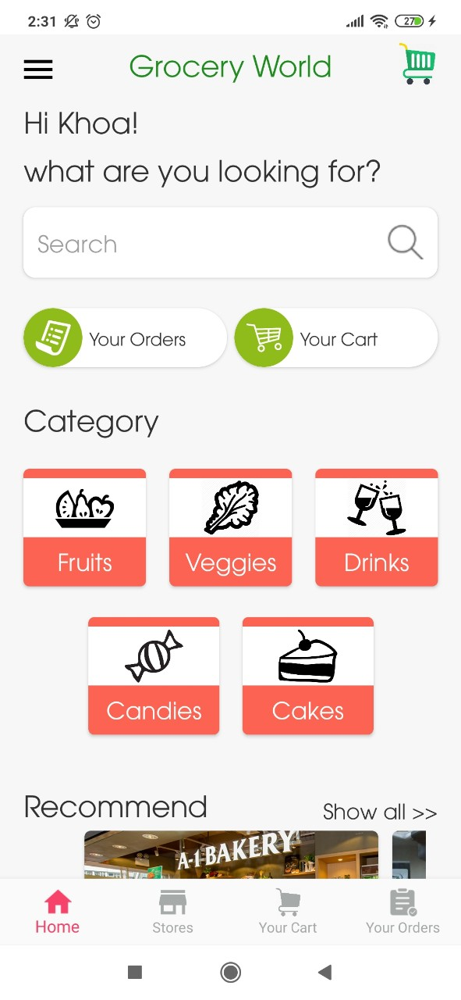 2:31
27
Grocery World
Hi Khoa!
what are you looking for?
Search
Your Orders
Your Cart
Category
Fruits
Veggies
Drinks
Candies
Cakes
Recommend
Show all >>
A-1 BAKERY
Home
Stores
Your Cart
Your Orders